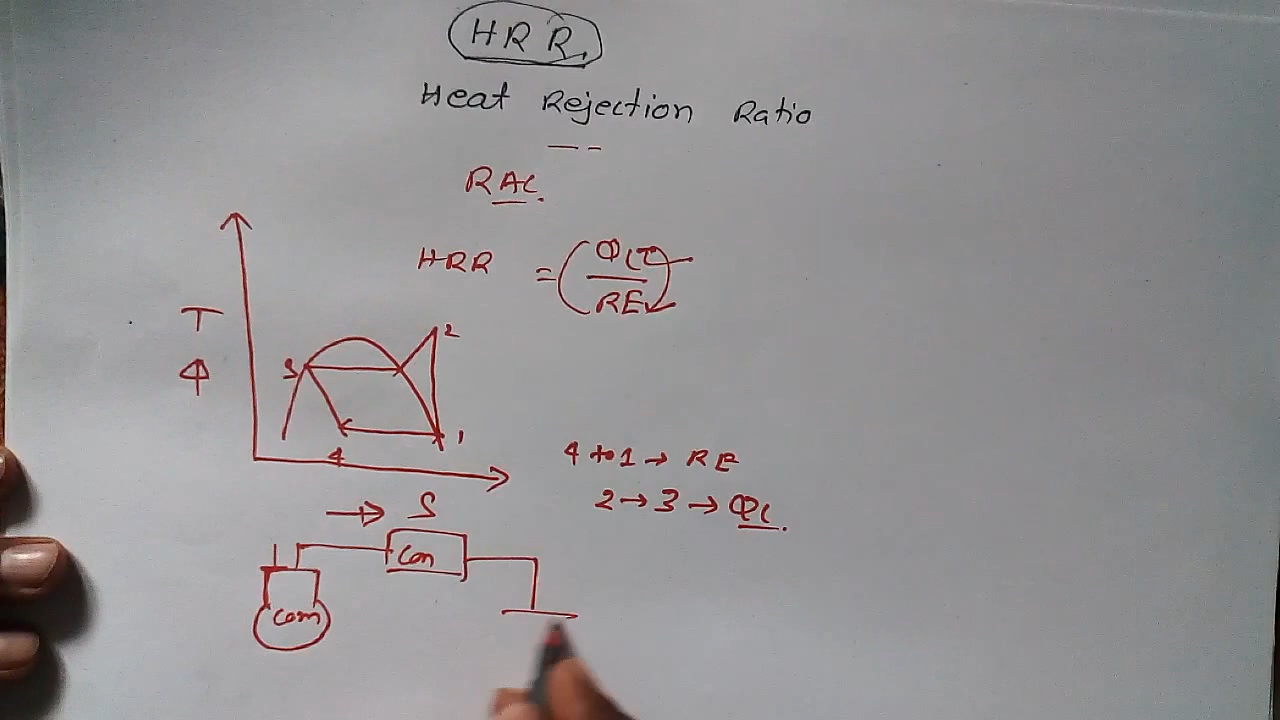 HRR.
Heat Rejection Ratio
RAC.
HRR = (QC / RE)
T
2
3
1
4
4 to 1 → RE
2 → 3 → QC.
S
Con
Com